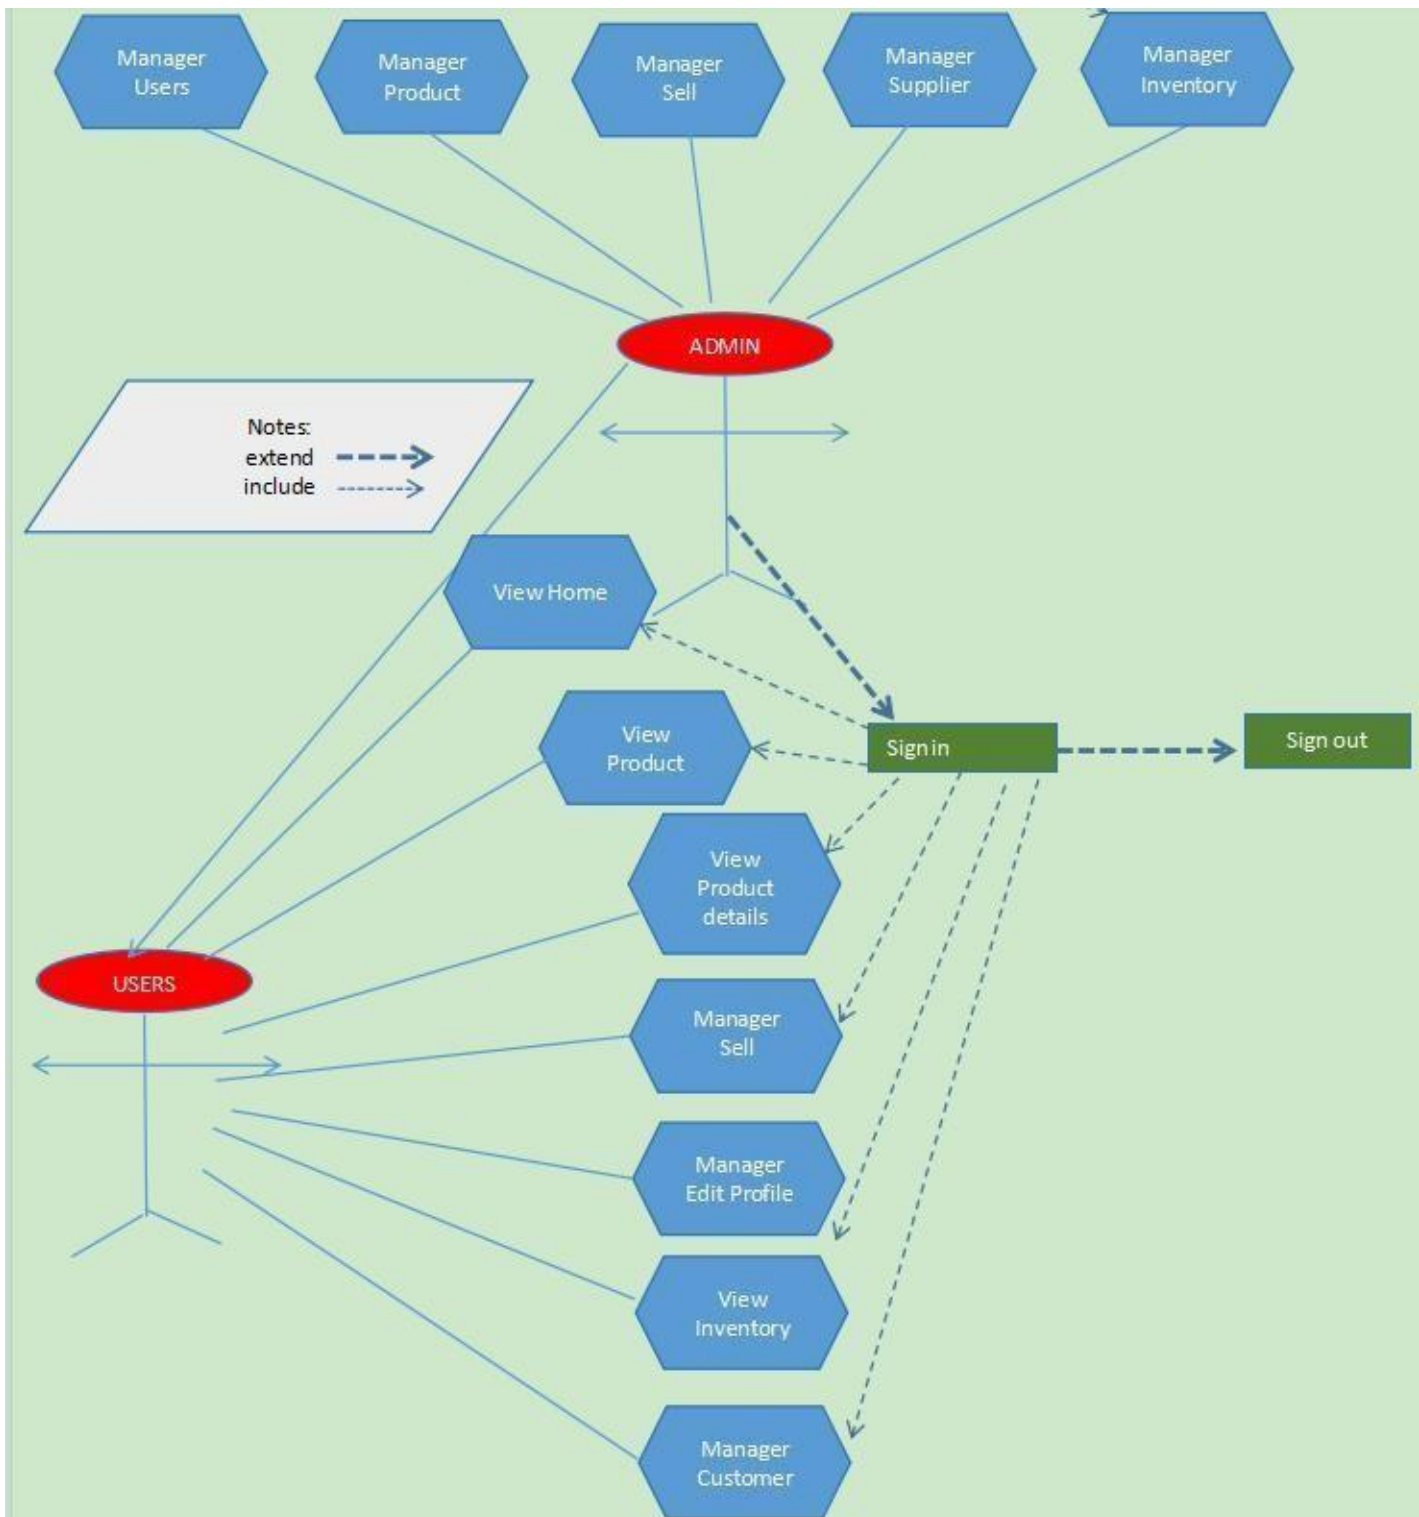 Manager
Users
Manager
Product
Manager
Sell
Manager
Supplier
Manager
Inventory
ADMIN
Notes:
extend
include
View Home
View
Product
Sign in
Sign out
View
Product
details
USERS
Manager
Sell
Manager
Edit Profile
View
Inventory
Manager
Customer